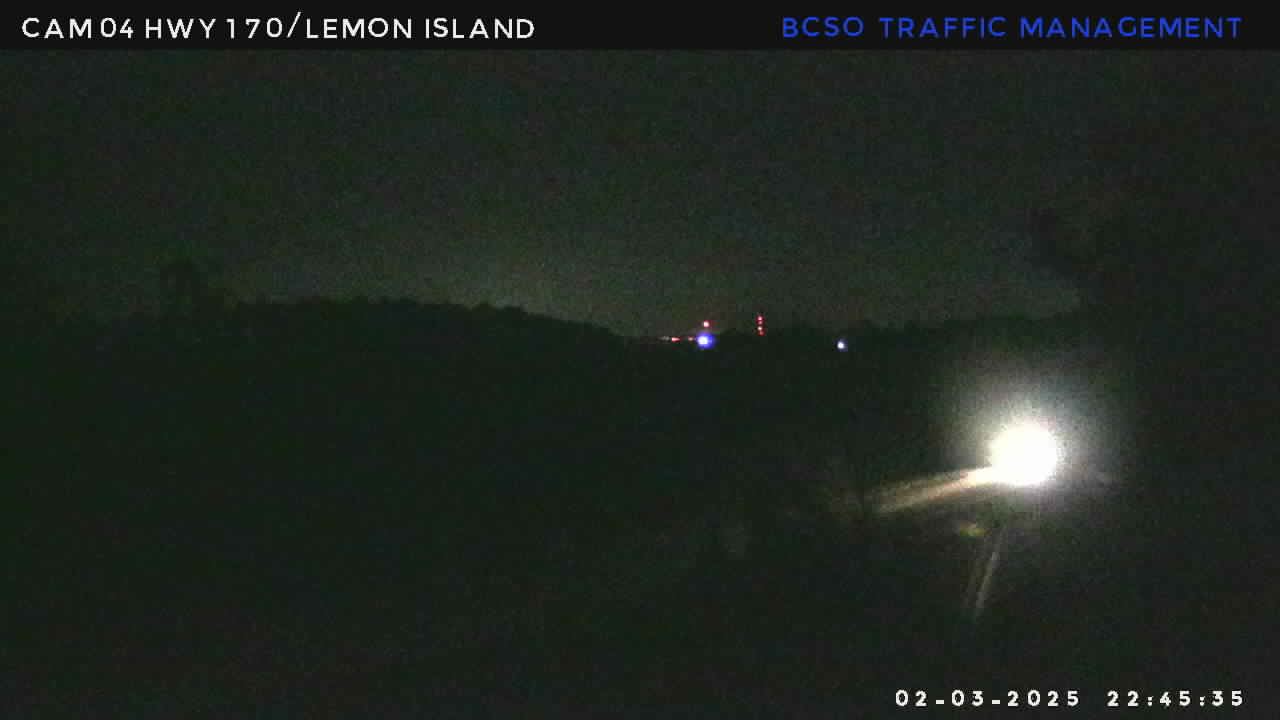 CAM04 HWY 170/LEMON ISLAND
BCSO TRAFFIC MANAGEMENT
02-03-2025 22:45:35